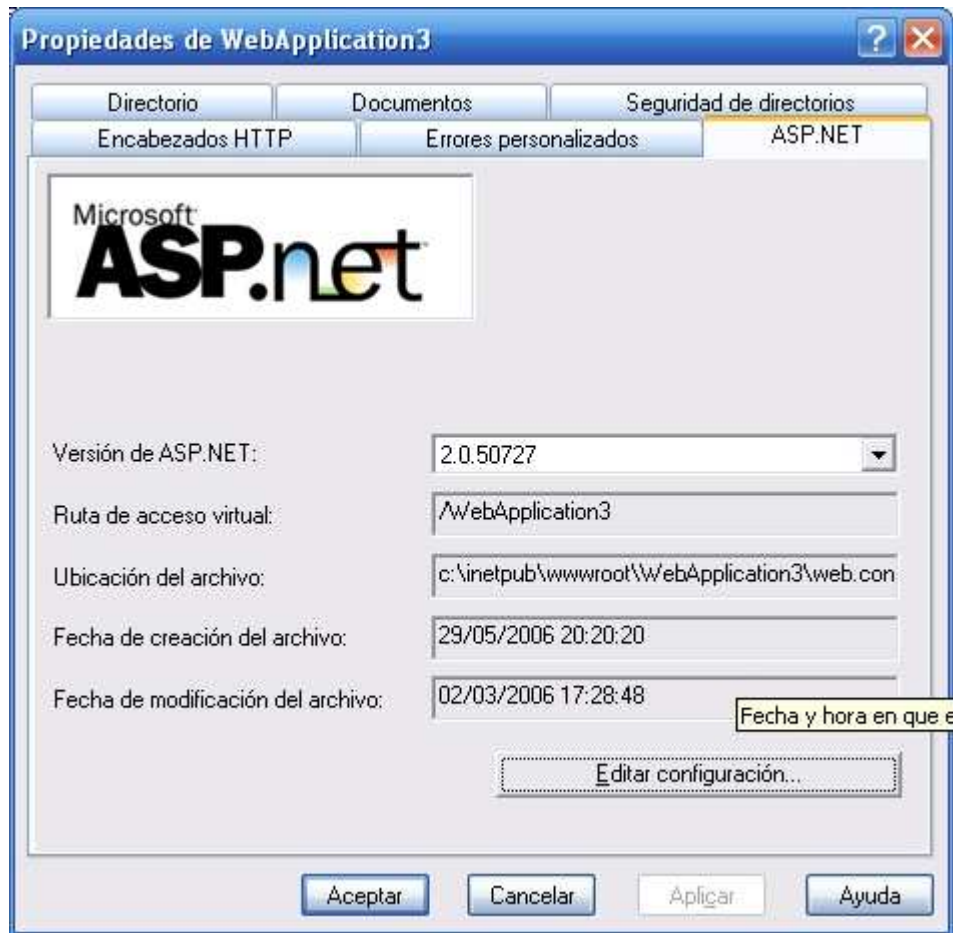 Propiedades de WebApplication3
Directorio Documentos Seguridad de directorios
Encabezados HTTP Errores personalizados ASP.NET
Microsoft
ASP.net
Versión de ASP.NET: 2.0.50727
Ruta de acceso virtual: /WebApplication3
Ubicación del archivo: c:\inetpub\wwwroot\WebApplication3\web.con
Fecha de creación del archivo: 29/05/2006 20:20:20
Fecha de modificación del archivo: 02/03/2006 17:28:48
Fecha y hora en que e
Editar configuración...
Aceptar Cancelar Aplicar Ayuda